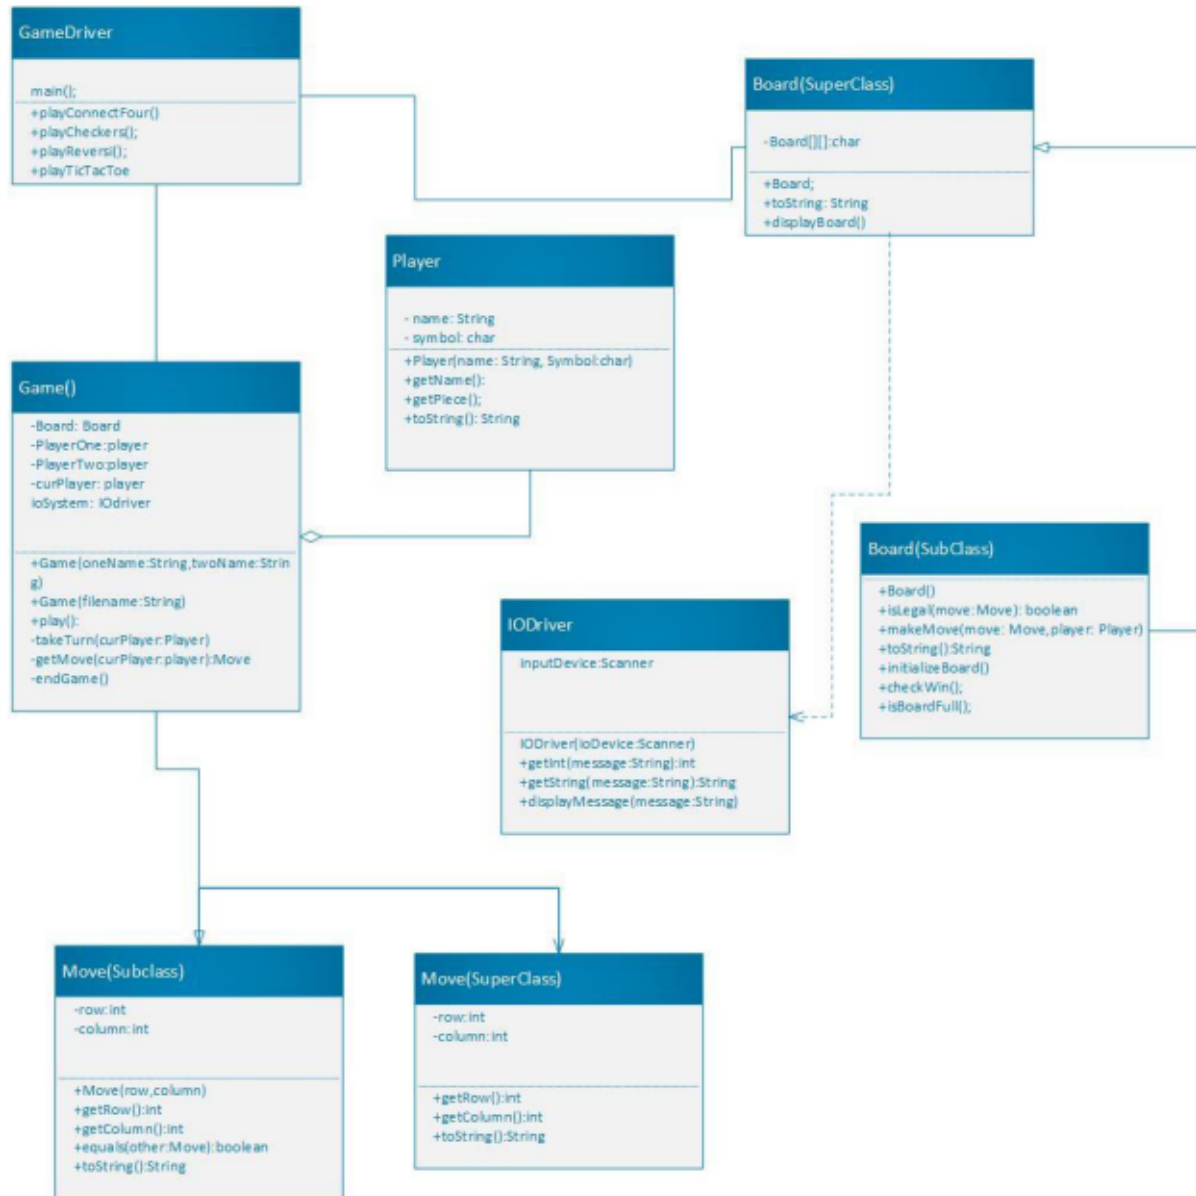 GameDriver
main();
+playConnectFour()
+playCheckers();
+playReversi();
+playTicTacToe
Board(SuperClass)
-Board[][]:char
+Board;
+toString: String
+displayBoard()
Player
- name: String
- symbol: char
+Player(name: String, Symbol:char)
+getName():
+getPiece();
+toString(): String
Game()
-Board: Board
-PlayerOne:player
-PlayerTwo:player
-curPlayer: player
ioSystem: IOdriver
+Game(oneName:String,twoName:Strin
g)
+Game(filename:String)
+play():
-takeTurn(curPlayer:Player)
-getMove(curPlayer:player):Move
-endGame()
Board(SubClass)
+Board()
+isLegal(move:Move): boolean
+makeMove(move: Move,player: Player)
+toString():String
+initializeBoard()
+checkWin();
+isBoardFull();
IODriver
inputDevice:Scanner
IODriver(ioDevice:Scanner)
+getInt(message:String):int
+getString(message:String):String
+displayMessage(message:String)
Move(Subclass)
-row:int
-column:int
+Move(row,column)
+getRow():int
+getColumn():int
+equals(other:Move):boolean
+toString():String
Move(SuperClass)
-row:int
-column:int
+getRow():int
+getColumn():int
+toString():String